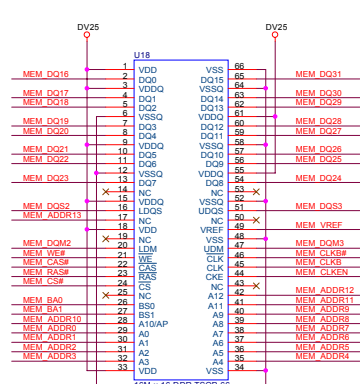 DV25 DV25
U18
1 VDD VSS 66
MEM_DQ16 2 DQ0 DQ15 65 MEM_DQ31
3 VDDQ VSSQ 64
MEM_DQ17 4 DQ1 DQ14 63 MEM_DQ30
MEM_DQ18 5 DQ2 DQ13 62 MEM_DQ29
6 VSSQ VDDQ 61
MEM_DQ19 7 DQ3 DQ12 60 MEM_DQ28
MEM_DQ20 8 DQ4 DQ11 59 MEM_DQ27
9 VDDQ VSSQ 58
MEM_DQ21 10 DQ5 DQ10 57 MEM_DQ26
MEM_DQ22 11 DQ6 DQ9 56 MEM_DQ25
12 VSSQ VDDQ 55
MEM_DQ23 13 DQ7 DQ8 54 MEM_DQ24
14 NC NC 53
15 VDDQ VSSQ 52
MEM_DQS2 16 LDQS UDQS 51 MEM_DQS3
MEM_ADDR13 17 NC NC 50
18 VDD VREF 49 MEM_VREF
19 NC VSS 48
MEM_DQM2 20 LDM UDM 47 MEM_DQM3
MEM_WE# 21 WE CLK 46 MEM_CLKB#
MEM_CAS# 22 CAS CLK 45 MEM_CLKB
MEM_RAS# 23 RAS CKE 44 MEM_CLKEN
MEM_CS# 24 CS NC 43
25 NC A12 42 MEM_ADDR12
MEM_BA0 26 BS0 A11 41 MEM_ADDR11
MEM_BA1 27 BS1 A9 40 MEM_ADDR9
MEM_ADDR10 28 A10/AP A8 39 MEM_ADDR8
MEM_ADDR0 29 A0 A7 38 MEM_ADDR7
MEM_ADDR1 30 A1 A6 37 MEM_ADDR6
MEM_ADDR2 31 A2 A5 36 MEM_ADDR5
MEM_ADDR3 32 A3 A4 35 MEM_ADDR4
33 VDD VSS 34